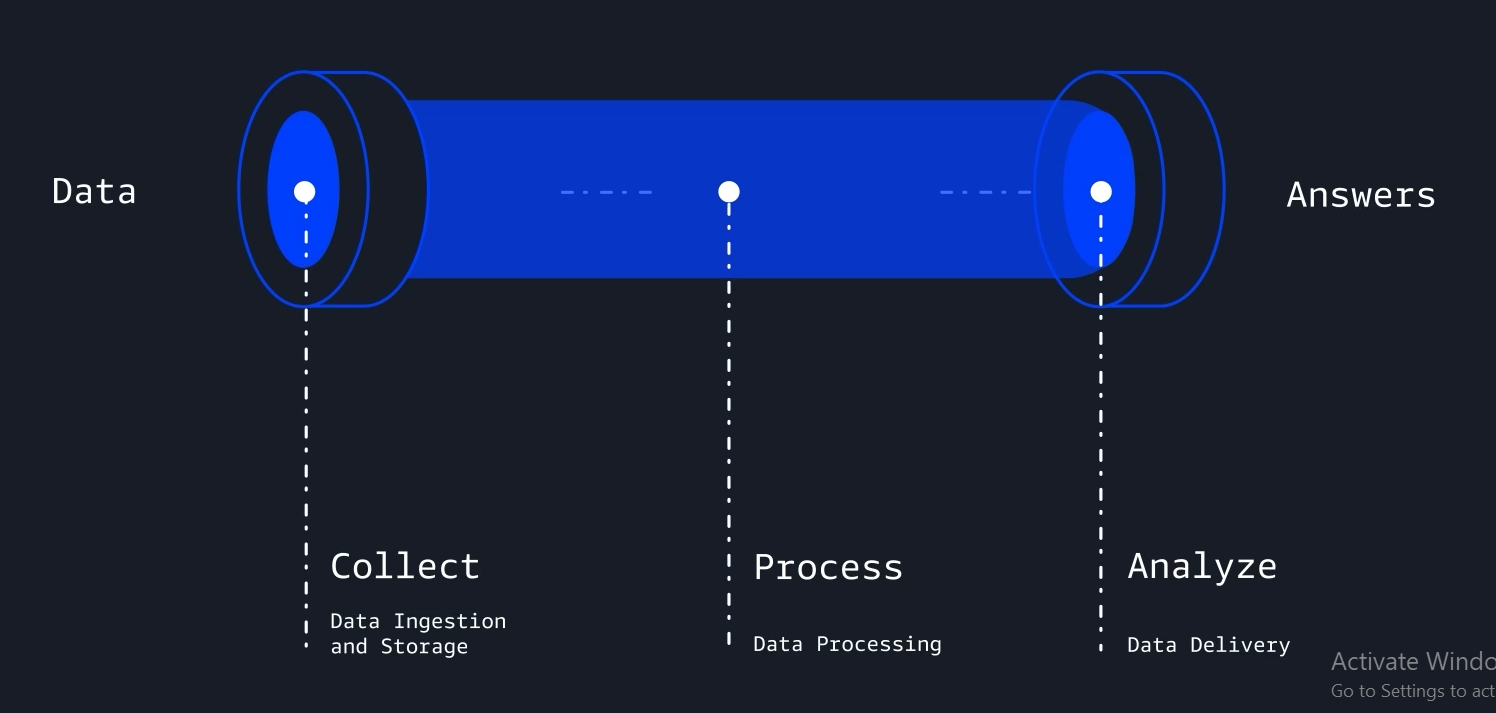 Data
Answers
Collect
Data Ingestion
and Storage
Process
Data Processing
Analyze
Data Delivery
Activate Windo
Go to Settings to act